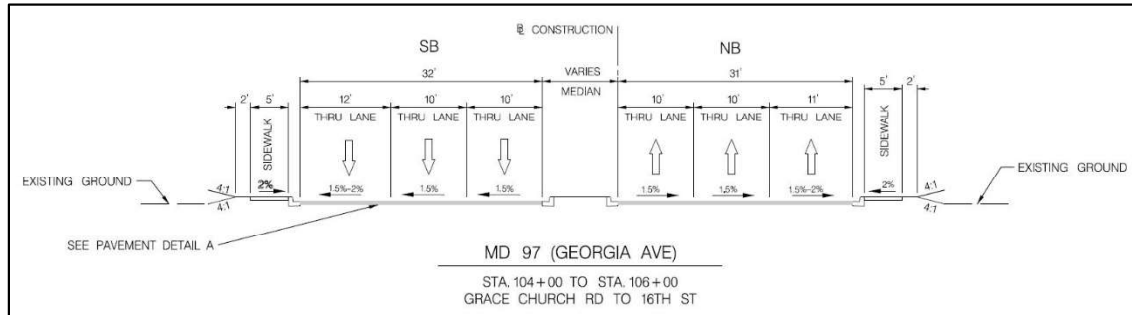 ℄ CONSTRUCTION
SB
NB
32'
VARIES
31'
2'
5'
12'
10'
10'
MEDIAN
10'
10'
11'
5'
2'
THRU LANE
THRU LANE
THRU LANE
THRU LANE
THRU LANE
THRU LANE
SIDEWALK
SIDEWALK
EXISTING GROUND
4:1
4:1
2%
1.5%-2%
1.5%
1.5%
1.5%
1.5%
1.5%-2%
2%
4:1
4:1
EXISTING GROUND
SEE PAVEMENT DETAIL A
MD 97 (GEORGIA AVE)
STA. 104+00 TO STA. 106+00
GRACE CHURCH RD TO 16TH ST